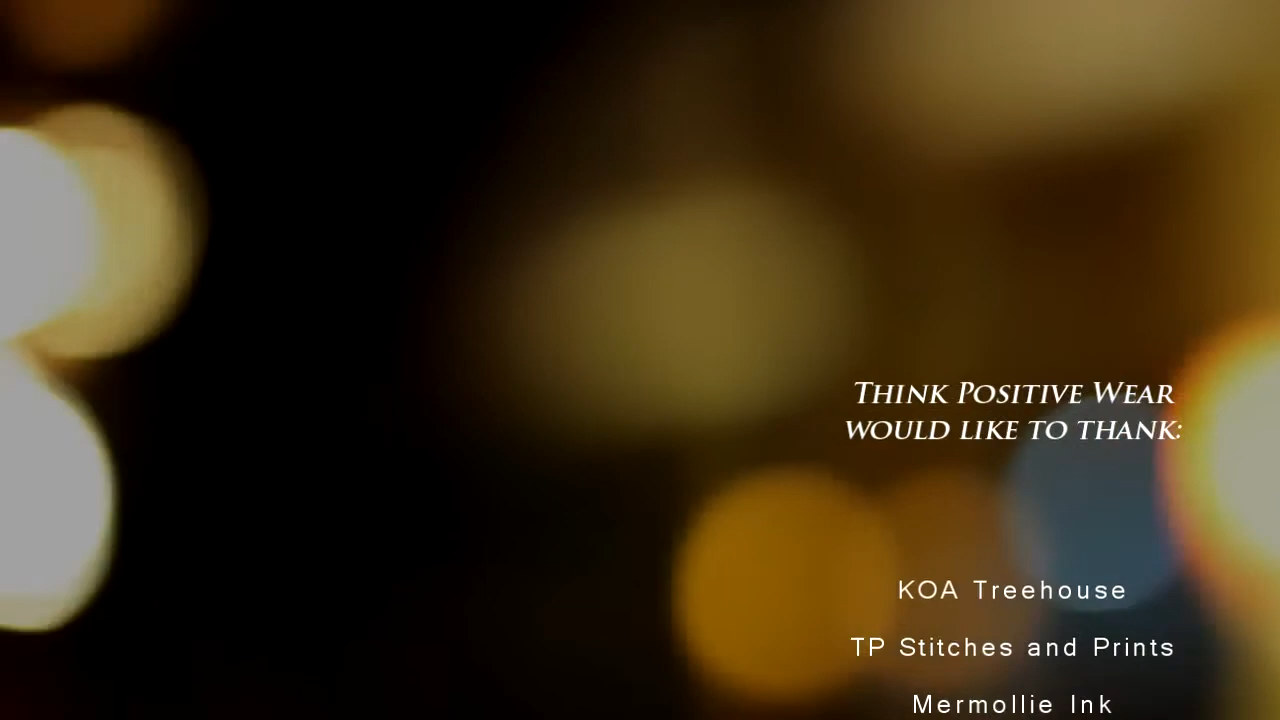 Think Positive Wear
would like to thank:
KOA Treehouse
TP Stitches and Prints
Mermollie Ink